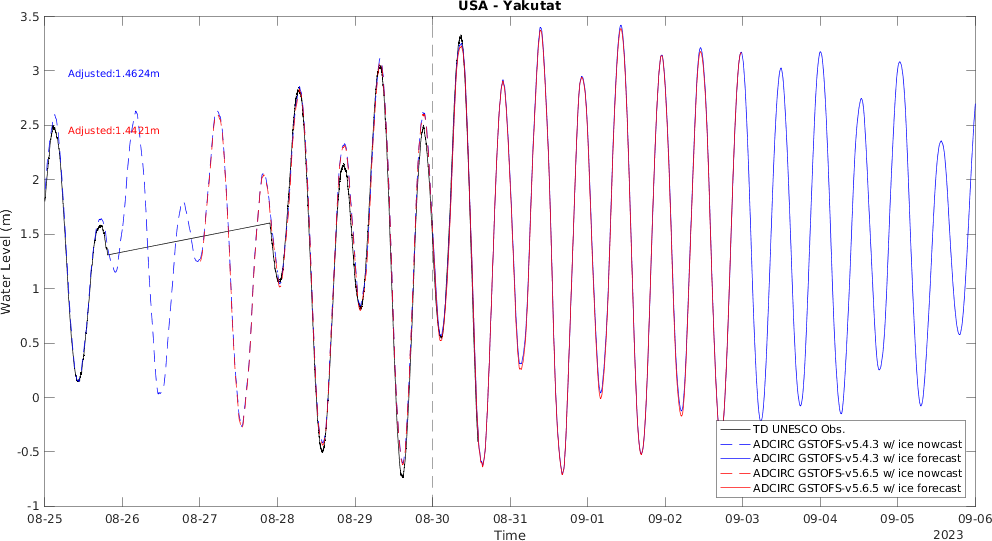 USA - Yakutat
3.5
3
2.5
2
1.5
1
0.5
0
-0.5
-1
Water Level (m)
Adjusted:1.4624m
Adjusted:1.4421m
TD UNESCO Obs.
ADCIRC GSTOFS-v5.4.3 w/ ice nowcast
ADCIRC GSTOFS-v5.4.3 w/ ice forecast
ADCIRC GSTOFS-v5.6.5 w/ ice nowcast
ADCIRC GSTOFS-v5.6.5 w/ ice forecast
08-25 08-26 08-27 08-28 08-29 08-30 08-31 09-01 09-02 09-03 09-04 09-05 09-06
Time
2023